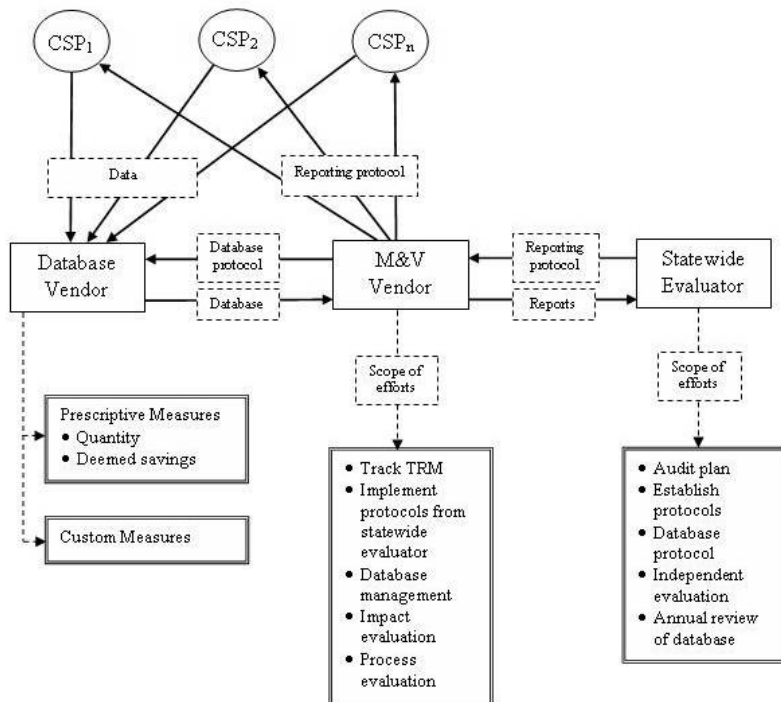 CSP1
CSP2
CSPn
Data
Reporting protocol
Database
Vendor
Database
protocol
Database
M&V
Vendor
Reporting
protocol
Reports
Statewide
Evaluator
Scope of
efforts
Scope of
efforts
Prescriptive Measures
• Quantity
• Deemed savings
Custom Measures
• Track TRM
• Implement
protocols from
statewide
evaluator
• Database
management
• Impact
evaluation
• Process
evaluation
• Audit plan
• Establish
protocols
• Database
protocol
• Independent
evaluation
• Annual review
of database